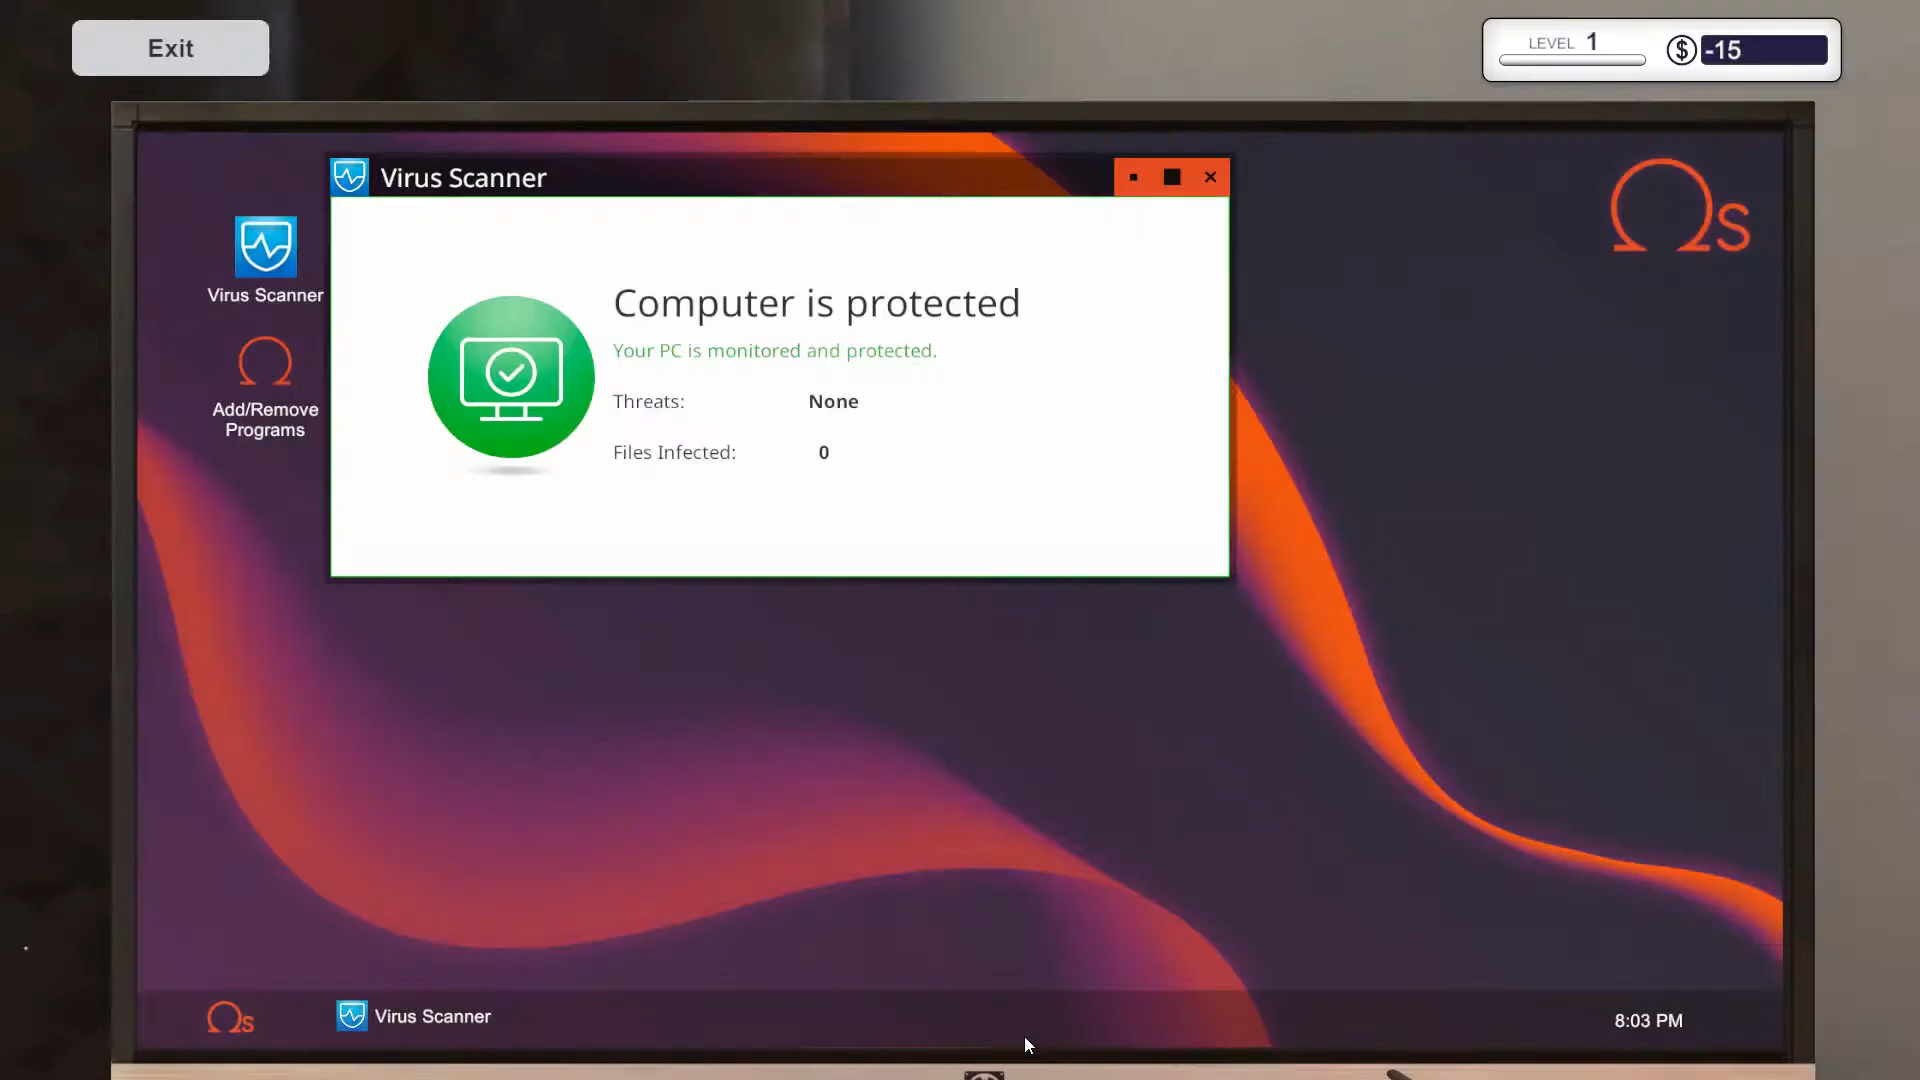 Exit
LEVEL 1
$ -15
Virus Scanner
Ωs
Virus Scanner
Computer is protected
Your PC is monitored and protected.
Threats: None
Files Infected: 0
Add/Remove
Programs
Ωs
Virus Scanner
8:03 PM